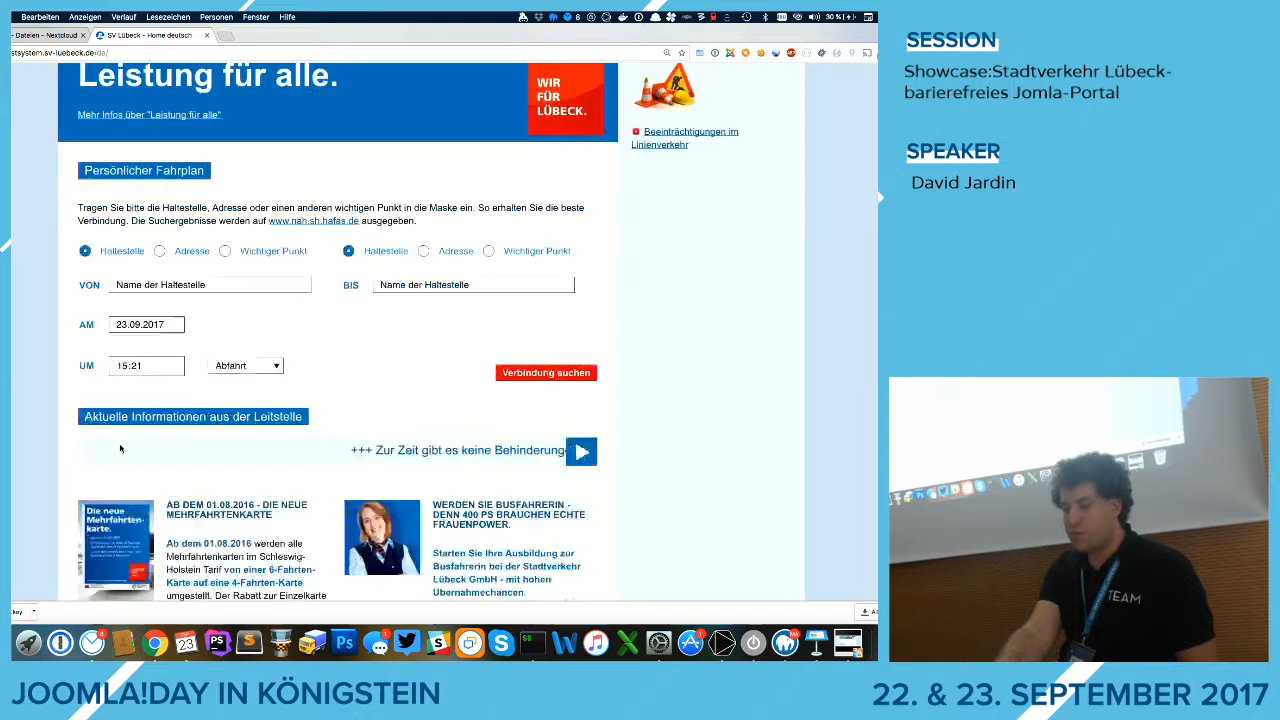 Bearbeiten Anzeigen Verlauf Lesezeichen Personen Fenster Hilfe
8
30 %
- Dateien - Nextcloud
SV Lübeck - Home deutsch
stsystem.sv-luebeck.de/de/
Leistung für alle.
Mehr Infos über "Leistung für alle"
WIR
FÜR
LÜBECK.
Beeinträchtigungen im
Linienverkehr
Persönlicher Fahrplan
Tragen Sie bitte die Haltestelle, Adresse oder einen anderen wichtigen Punkt in die Maske ein. So erhalten Sie die beste
Verbindung. Die Suchergebnisse werden auf www.nah.sh.hafas.de ausgegeben.
Haltestelle Adresse Wichtiger Punkt Haltestelle Adresse Wichtiger Punkt
VON Name der Haltestelle BIS Name der Haltestelle
AM 23.09.2017
UM 15:21 Abfahrt
Verbindung suchen
Aktuelle Informationen aus der Leitstelle
+++ Zur Zeit gibt es keine Behinderung
Die neue
Mehrfahrten-
karte.
AB DEM 01.08.2016 - DIE NEUE
MEHRFAHRTENKARTE
Ab dem 01.08.2016 werden alle
Mehrfahrtenkarten im Schleswig-
Holstein Tarif von einer 6-Fahrten-
Karte auf eine 4-Fahrten-Karte
umgestellt. Der Rabatt zur Einzelkarte
WERDEN SIE BUSFAHRERIN -
DENN 400 PS BRAUCHEN ECHTE
FRAUENPOWER.
Starten Sie Ihre Ausbildung zur
Busfahrerin bei der Stadtverkehr
Lübeck GmbH - mit hohen
Übernahmechancen.
key
SESSION
Showcase:Stadtverkehr Lübeck-
barierefreies Jomla-Portal
SPEAKER
David Jardin
TEAM
JOOMLA!DAY IN KÖNIGSTEIN
22. & 23. SEPTEMBER 2017